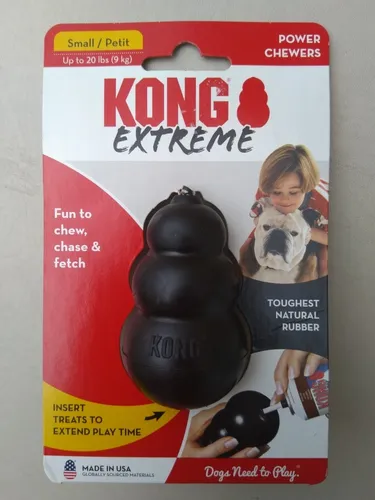 Small / Petit
Up to 20 lbs (9 kg)
POWER
CHEWERS
KONG
EXTREME
Fun to
chew,
chase &
fetch
TOUGHEST
NATURAL
RUBBER
KONG
INSERT
TREATS TO
EXTEND PLAY TIME
MADE IN USA
GLOBALLY SOURCED MATERIALS
Dogs Need to Play.